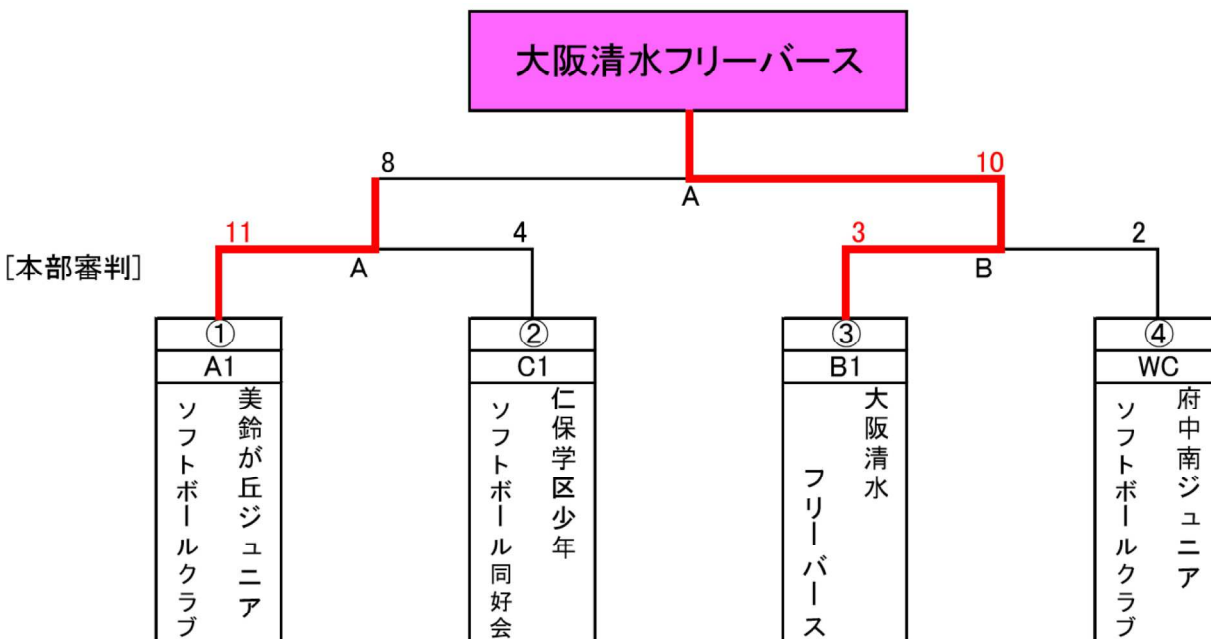 大阪清水フリーバース
8
10
A
11
4
3
2
[本部審判]
A
B
①
②
③
④
A1
C1
B1
WC
美鈴が丘ジュニア
ソフトボールクラブ
仁保学区少年
ソフトボール同好会
大阪清水
フリーバース
府中南ジュニア
ソフトボールクラブ